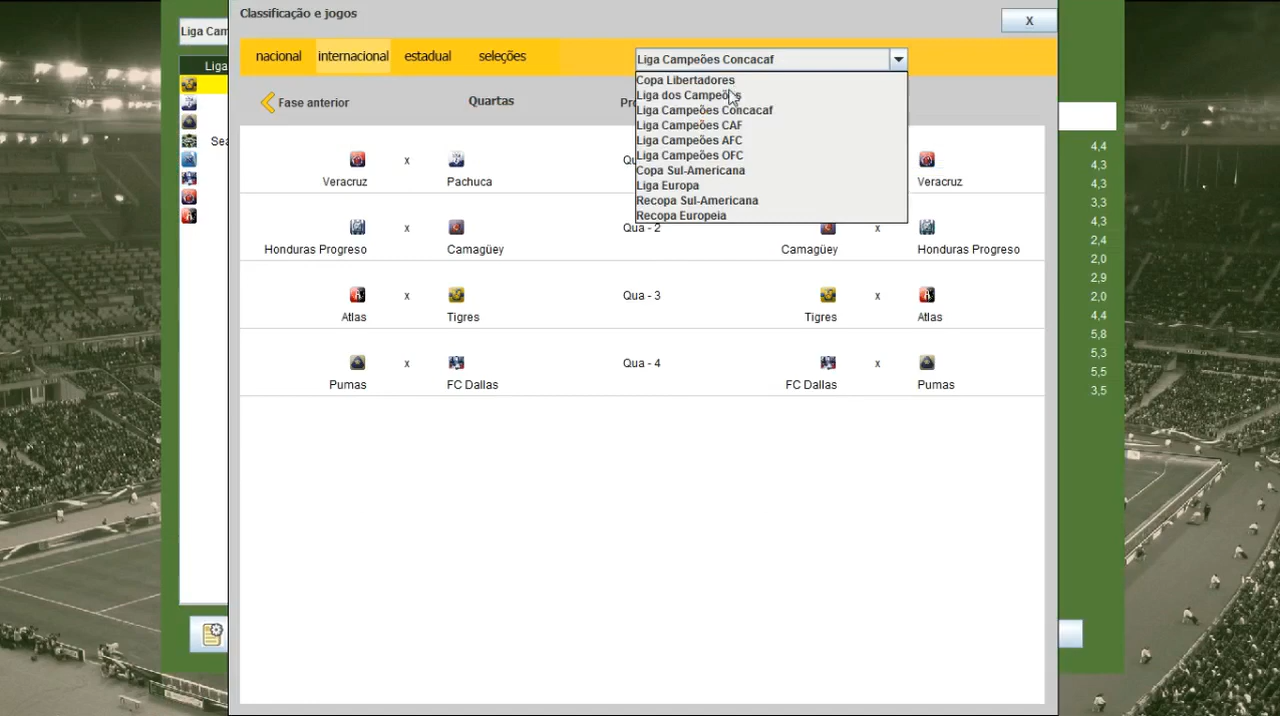 Classificação e jogos
X
Liga Cam
nacional internacional estadual seleções
Liga Campeões Concacaf
Liga
Copa Libertadores
Liga dos Campeões
Liga Campeões Concacaf
Liga Campeões CAF
Liga Campeões AFC
Liga Campeões OFC
Copa Sul-Americana
Liga Europa
Recopa Sul-Americana
Recopa Europeia
Fase anterior Quartas
Veracruz x Pachuca Veracruz
Honduras Progreso x Camagüey Qua - 2 Camagüey x Honduras Progreso
Atlas x Tigres Qua - 3 Tigres x Atlas
Pumas x FC Dallas Qua - 4 FC Dallas x Pumas
4,4
4,3
4,3
3,3
4,3
2,4
2,0
2,9
2,0
4,4
5,8
5,3
5,5
3,5